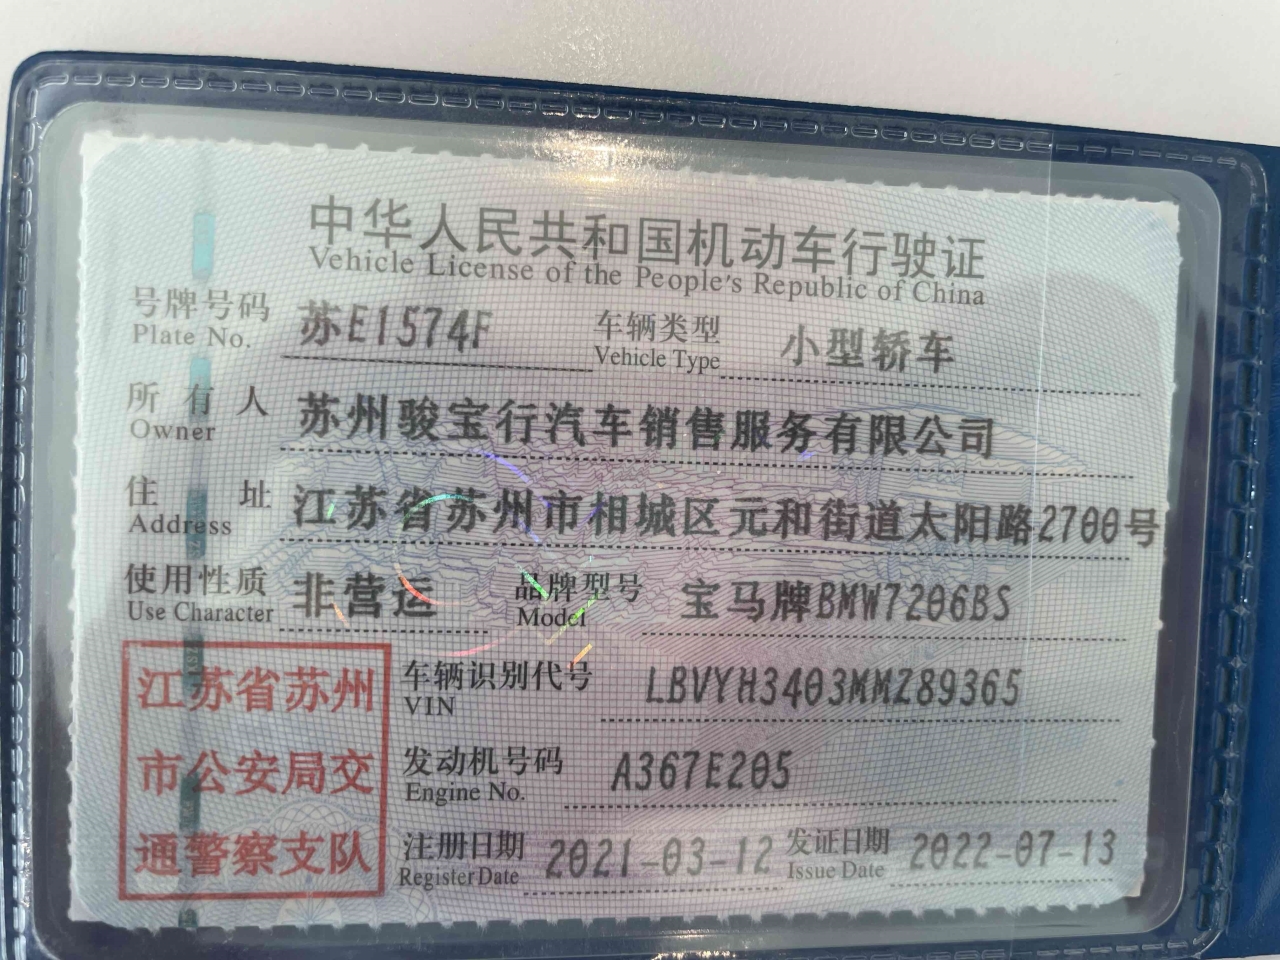 中华人民共和国机动车行驶证
Vehicle License of the People's Republic of China
号牌号码 苏E1574F 车辆类型 小型轿车
Plate No. Vehicle Type
所有人 苏州骏宝行汽车销售服务有限公司
Owner
住址 江苏省苏州市相城区元和街道太阳路2700号
Address
使用性质 非营运 品牌型号 宝马牌BMW7206BS
Use Character Model
江苏省苏州
市公安局交
通警察支队
车辆识别代号 LBVYH3403MMZ89365
VIN
发动机号码 A367E205
Engine No.
注册日期 2021-03-12 发证日期 2022-07-13
Register Date Issue Date